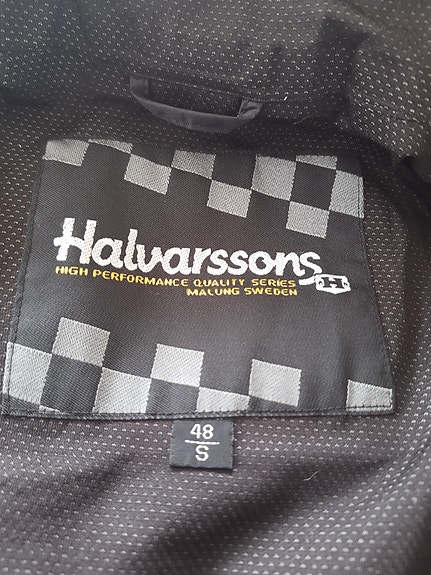 Halvarssons
H
HIGH PERFORMANCE QUALITY SERIES
MALUNG SWEDEN
48
S